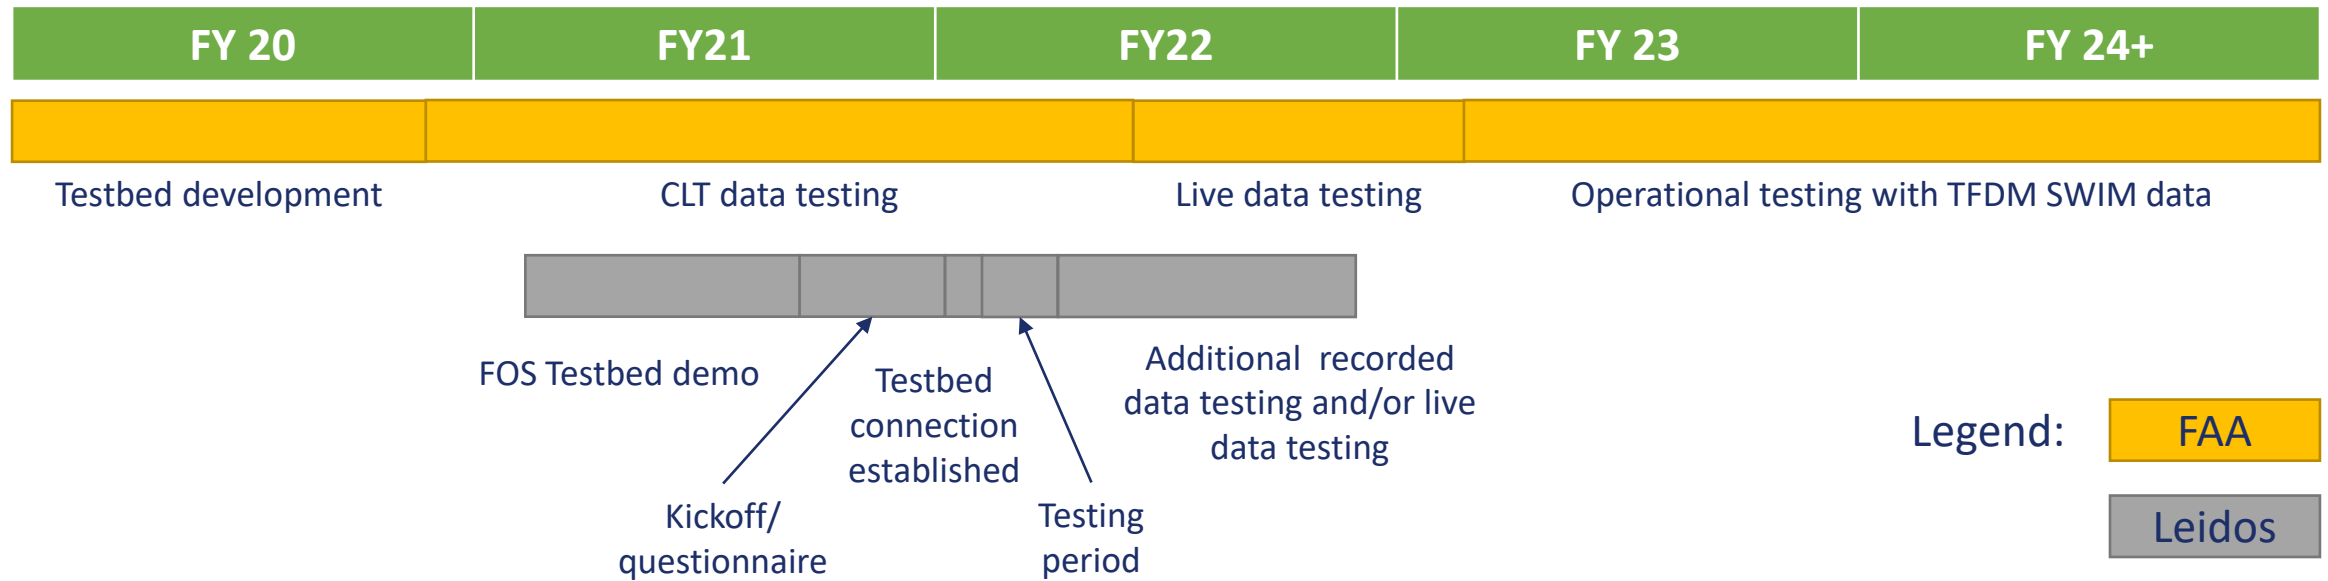 FY 20
FY21
FY22
FY 23
FY 24+
Testbed development
CLT data testing
Live data testing
Operational testing with TFDM SWIM data
FOS Testbed demo
Kickoff/
questionnaire
Testbed
connection
established
Testing
period
Additional recorded
data testing and/or live
data testing
Legend:
FAA
Leidos